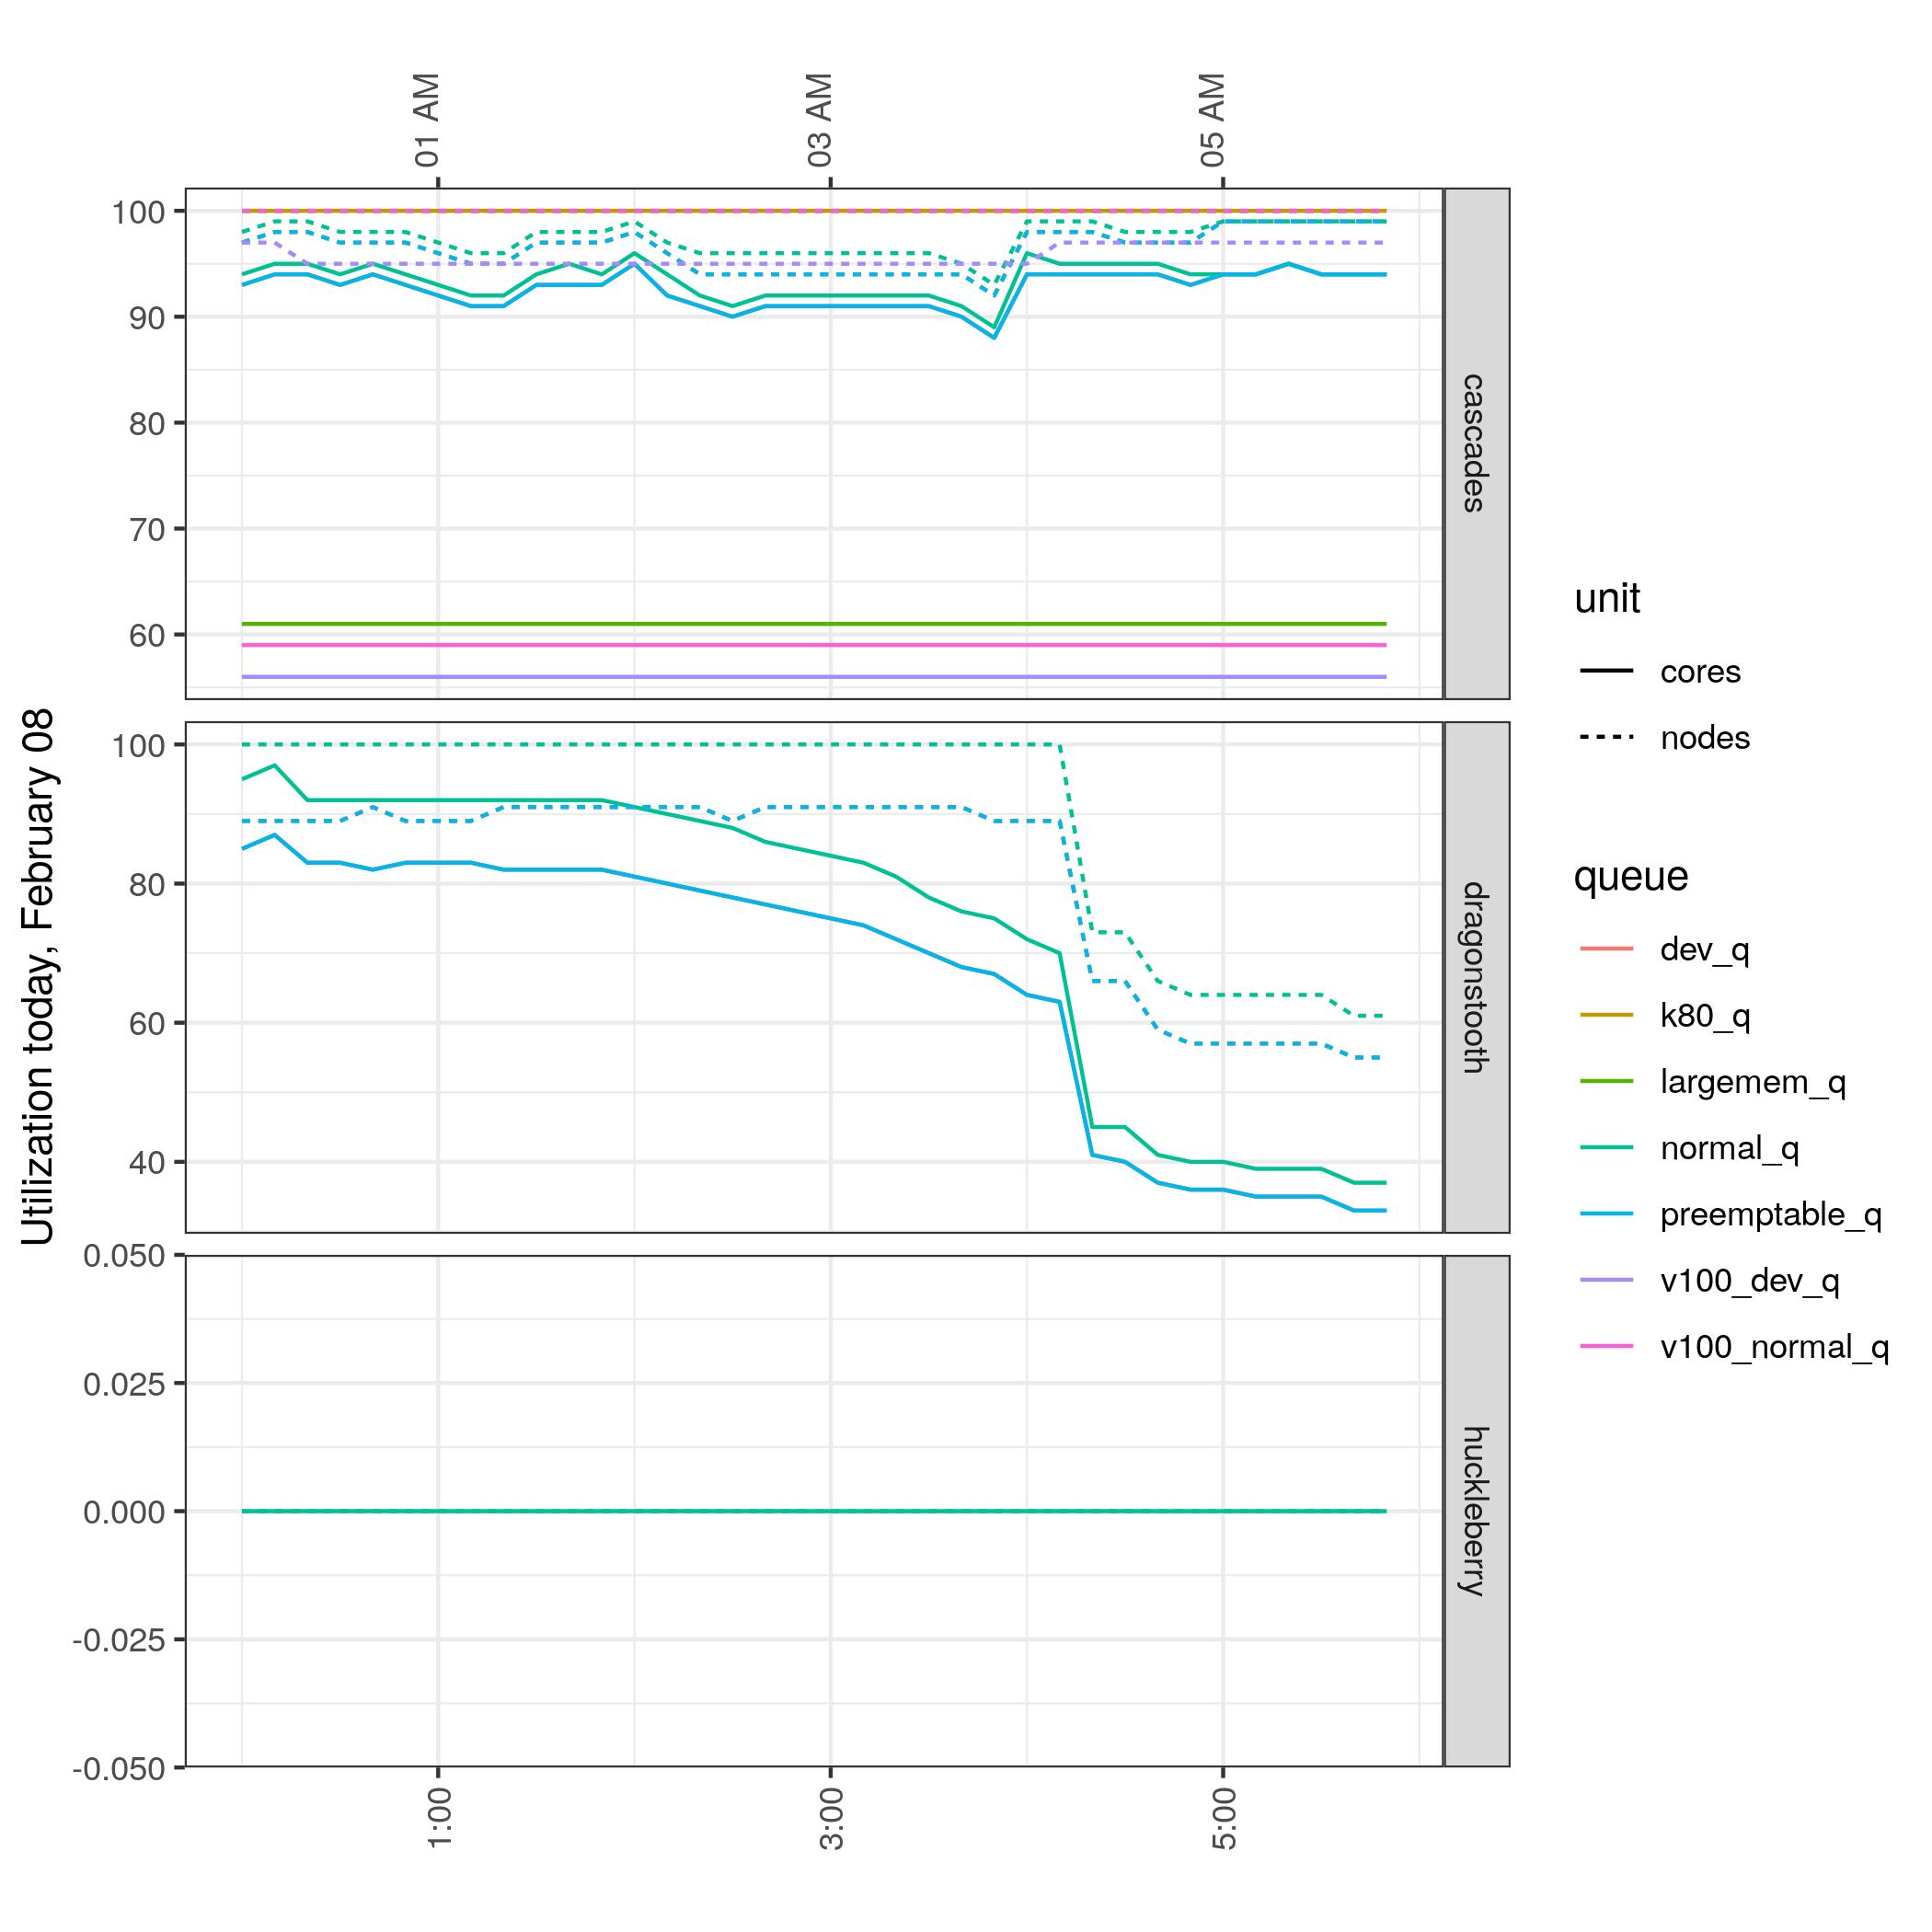 01 AM
03 AM
05 AM
Utilization today, February 08
100
90
80
70
60
cascades
100
80
60
40
dragonstooth
0.050
0.025
0.000
-0.025
-0.050
huckleberry
1:00
3:00
5:00
unit
cores
nodes
queue
dev_q
k80_q
largemem_q
normal_q
preemptable_q
v100_dev_q
v100_normal_q